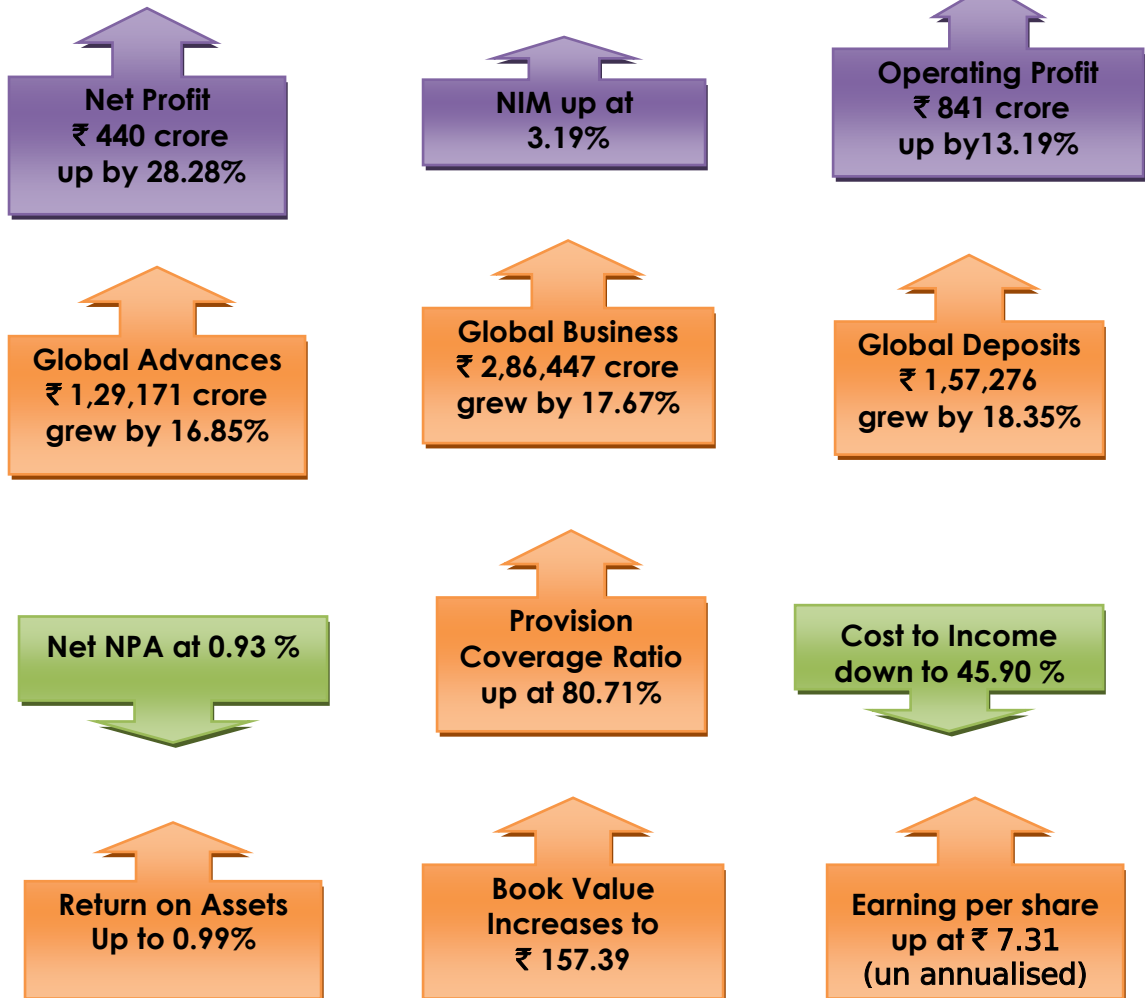 Net Profit
₹ 440 crore
up by 28.28%
NIM up at
3.19%
Operating Profit
₹ 841 crore
up by13.19%
Global Advances
₹ 1,29,171 crore
grew by 16.85%
Global Business
₹ 2,86,447 crore
grew by 17.67%
Global Deposits
₹ 1,57,276
grew by 18.35%
Net NPA at 0.93 %
Provision
Coverage Ratio
up at 80.71%
Cost to Income
down to 45.90 %
Return on Assets
Up to 0.99%
Book Value
Increases to
₹ 157.39
Earning per share
up at ₹ 7.31
(un annualised)